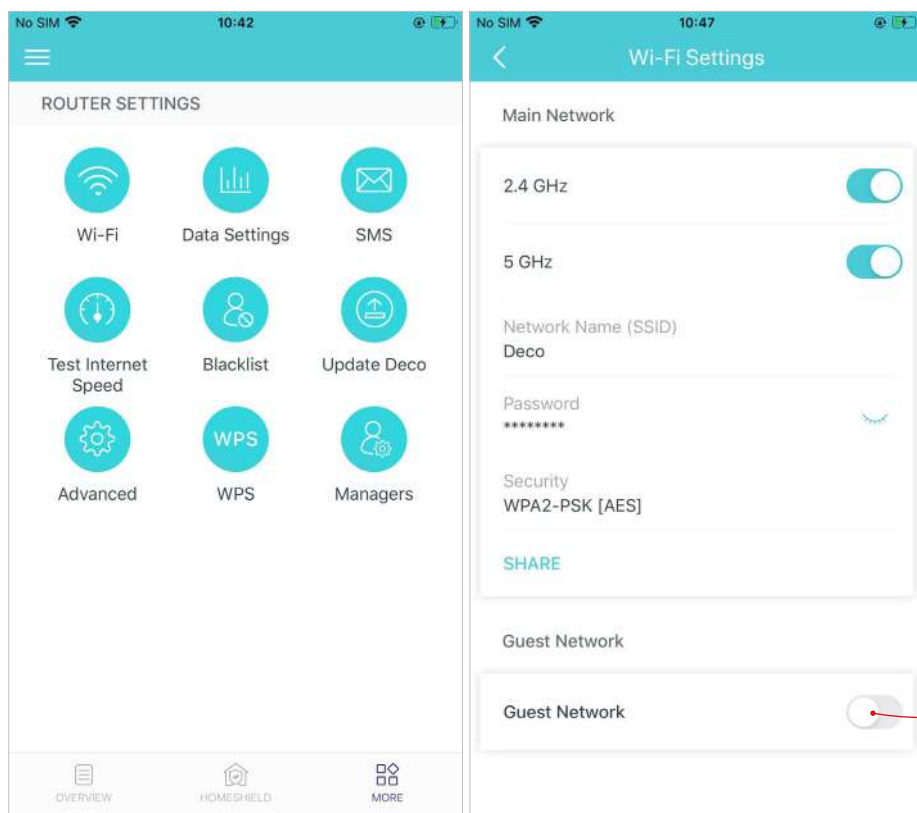 No SIM 10:42
ROUTER SETTINGS
Wi-Fi Data Settings SMS
Test Internet Speed Blacklist Update Deco
WPS
Advanced WPS Managers
OVERVIEW HOMESHIELD MORE
No SIM 10:47
Wi-Fi Settings
Main Network
2.4 GHz
5 GHz
Network Name (SSID)
Deco
Password
********
Security
WPA2-PSK [AES]
SHARE
Guest Network
Guest Network